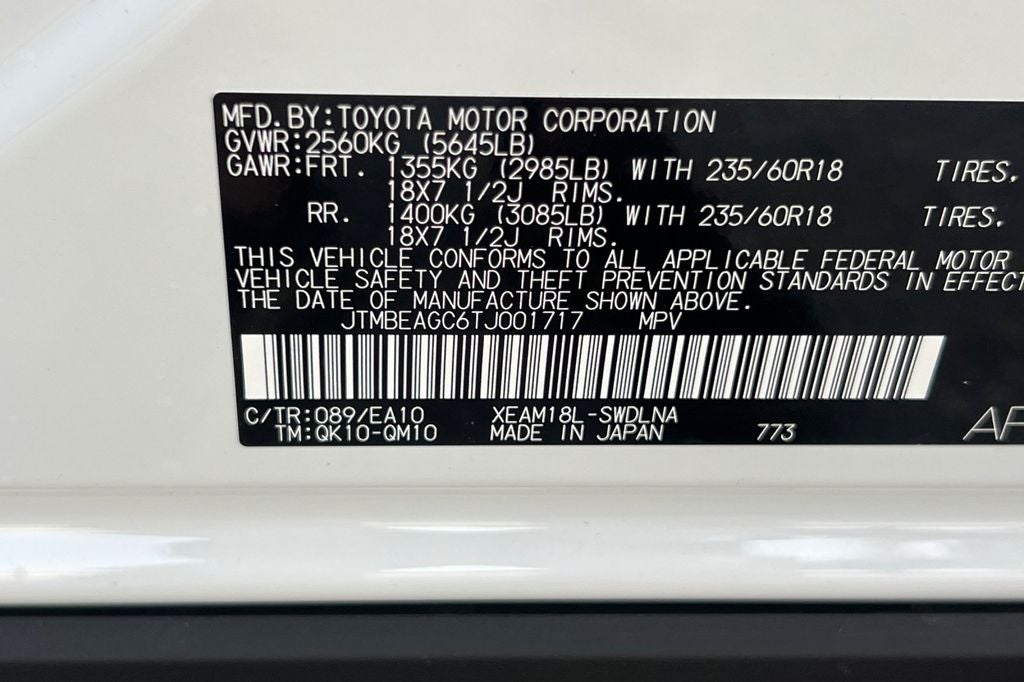 MFD.BY:TOYOTA MOTOR CORPORATION
GVWR:2560KG (5645LB)
GAWR:FRT. 1355KG (2985LB) WITH 235/60R18 TIRES,
18X7 1/2J RIMS.
RR. 1400KG (3085LB) WITH 235/60R18 TIRES,
18X7 1/2J RIMS.
THIS VEHICLE CONFORMS TO ALL APPLICABLE FEDERAL MOTOR
VEHICLE SAFETY AND THEFT PREVENTION STANDARDS IN EFFECT
THE DATE OF MANUFACTURE SHOWN ABOVE.
JTMBEAGC6TJ001717 MPV
C/TR:089/EA10 XEAM18L-SWDLNA
TM:QK10-QM10 MADE IN JAPAN 773